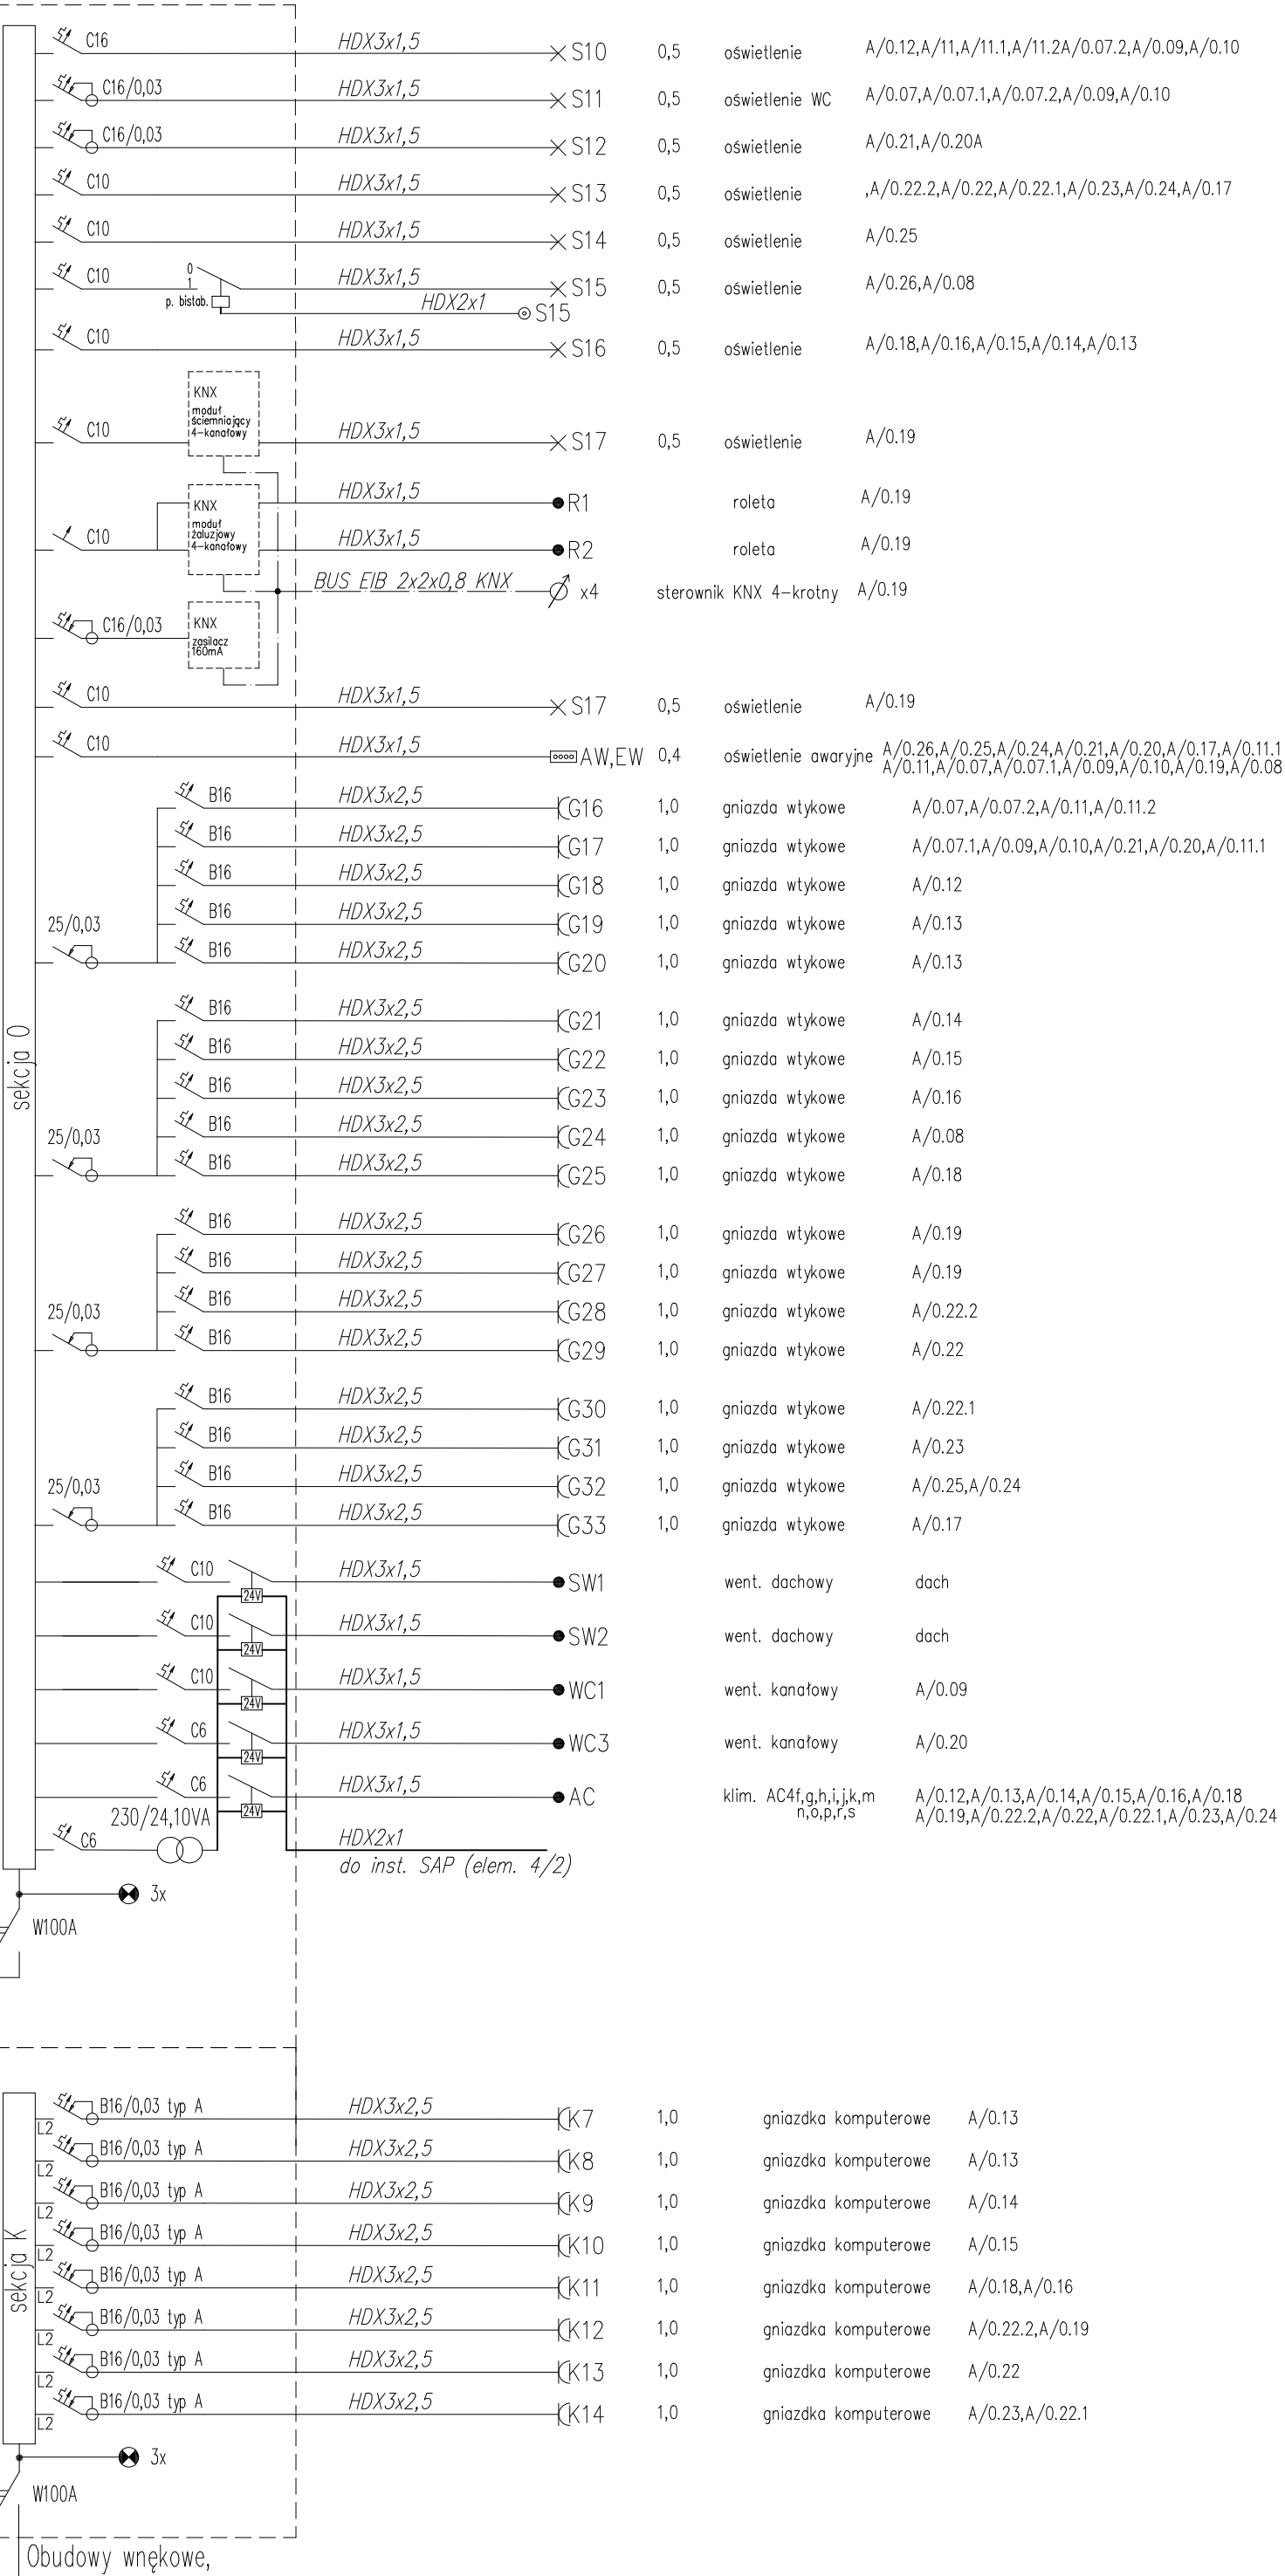 C16 HDX3x1,5 S10 0,5 oświetlenie A/0.12,A/11,A/11.1,A/11.2A/0.07.2,A/0.09,A/0.10
C16/0,03 HDX3x1,5 S11 0,5 oświetlenie WC A/0.07,A/0.07.1,A/0.07.2,A/0.09,A/0.10
C16/0,03 HDX3x1,5 S12 0,5 oświetlenie A/0.21,A/0.20A
C10 HDX3x1,5 S13 0,5 oświetlenie ,A/0.22.2,A/0.22,A/0.22.1,A/0.23,A/0.24,A/0.17
C10 HDX3x1,5 S14 0,5 oświetlenie A/0.25
C10 0 HDX3x1,5 S15 0,5 oświetlenie A/0.26,A/0.08
1
p. bistab. HDX2x1 S15
C10 HDX3x1,5 S16 0,5 oświetlenie A/0.18,A/0.16,A/0.15,A/0.14,A/0.13
KNX
moduł
ściemniający
4-kanałowy
C10 HDX3x1,5 S17 0,5 oświetlenie A/0.19
HDX3x1,5 R1 roleta A/0.19
KNX
moduł
żaluzjowy
4-kanałowy
C10 HDX3x1,5 R2 roleta A/0.19
BUS EIB 2x2x0,8 KNX x4 sterownik KNX 4-krotny A/0.19
C16/0,03 KNX
zasilacz
160mA
C10 HDX3x1,5 S17 0,5 oświetlenie A/0.19
C10 HDX3x1,5 AW,EW 0,4 oświetlenie awaryjne A/0.26,A/0.25,A/0.24,A/0.21,A/0.20,A/0.17,A/0.11.1
A/0.11,A/0.07,A/0.07.1,A/0.09,A/0.10,A/0.19,A/0.08
B16 HDX3x2,5 G16 1,0 gniazda wtykowe A/0.07,A/0.07.2,A/0.11,A/0.11.2
B16 HDX3x2,5 G17 1,0 gniazda wtykowe A/0.07.1,A/0.09,A/0.10,A/0.21,A/0.20,A/0.11.1
B16 HDX3x2,5 G18 1,0 gniazda wtykowe A/0.12
25/0,03 B16 HDX3x2,5 G19 1,0 gniazda wtykowe A/0.13
B16 HDX3x2,5 G20 1,0 gniazda wtykowe A/0.13
B16 HDX3x2,5 G21 1,0 gniazda wtykowe A/0.14
B16 HDX3x2,5 G22 1,0 gniazda wtykowe A/0.15
sekcja O
B16 HDX3x2,5 G23 1,0 gniazda wtykowe A/0.16
25/0,03 B16 HDX3x2,5 G24 1,0 gniazda wtykowe A/0.08
B16 HDX3x2,5 G25 1,0 gniazda wtykowe A/0.18
B16 HDX3x2,5 G26 1,0 gniazda wtykowe A/0.19
B16 HDX3x2,5 G27 1,0 gniazda wtykowe A/0.19
25/0,03 B16 HDX3x2,5 G28 1,0 gniazda wtykowe A/0.22.2
B16 HDX3x2,5 G29 1,0 gniazda wtykowe A/0.22
B16 HDX3x2,5 G30 1,0 gniazda wtykowe A/0.22.1
B16 HDX3x2,5 G31 1,0 gniazda wtykowe A/0.23
25/0,03 B16 HDX3x2,5 G32 1,0 gniazda wtykowe A/0.25,A/0.24
B16 HDX3x2,5 G33 1,0 gniazda wtykowe A/0.17
C10 24V HDX3x1,5 SW1 went. dachowy dach
C10 24V HDX3x1,5 SW2 went. dachowy dach
C10 24V HDX3x1,5 WC1 went. kanałowy A/0.09
C6 24V HDX3x1,5 WC3 went. kanałowy A/0.20
C6 24V HDX3x1,5 AC klim. AC4f,g,h,i,j,k,m A/0.12,A/0.13,A/0.14,A/0.15,A/0.16,A/0.18
n,o,p,r,s A/0.19,A/0.22.2,A/0.22,A/0.22.1,A/0.23,A/0.24
230/24,10VA
C6 HDX2x1
do inst. SAP (elem. 4/2)
3x
W100A
B16/0,03 typ A HDX3x2,5 K7 1,0 gniazdka komputerowe A/0.13
L2
B16/0,03 typ A HDX3x2,5 K8 1,0 gniazdka komputerowe A/0.13
L2
B16/0,03 typ A HDX3x2,5 K9 1,0 gniazdka komputerowe A/0.14
L2
B16/0,03 typ A HDX3x2,5 K10 1,0 gniazdka komputerowe A/0.15
L2
sekcja K
B16/0,03 typ A HDX3x2,5 K11 1,0 gniazdka komputerowe A/0.18,A/0.16
L2
B16/0,03 typ A HDX3x2,5 K12 1,0 gniazdka komputerowe A/0.22.2,A/0.19
L2
B16/0,03 typ A HDX3x2,5 K13 1,0 gniazdka komputerowe A/0.22
L2
B16/0,03 typ A HDX3x2,5 K14 1,0 gniazdka komputerowe A/0.23,A/0.22.1
L2
3x
W100A
Obudowy wnękowe,